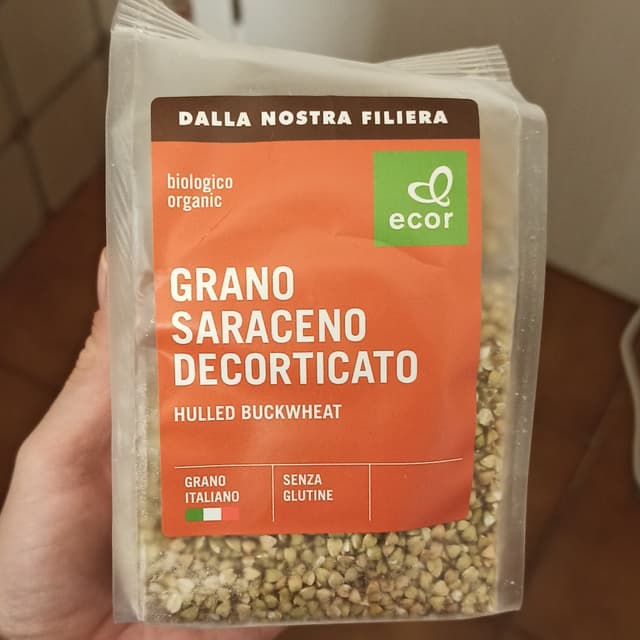 DALLA NOSTRA FILIERA
biologico
organic
ecor
GRANO
SARACENO
DECORTICATO
HULLED BUCKWHEAT
GRANO
ITALIANO
SENZA
GLUTINE